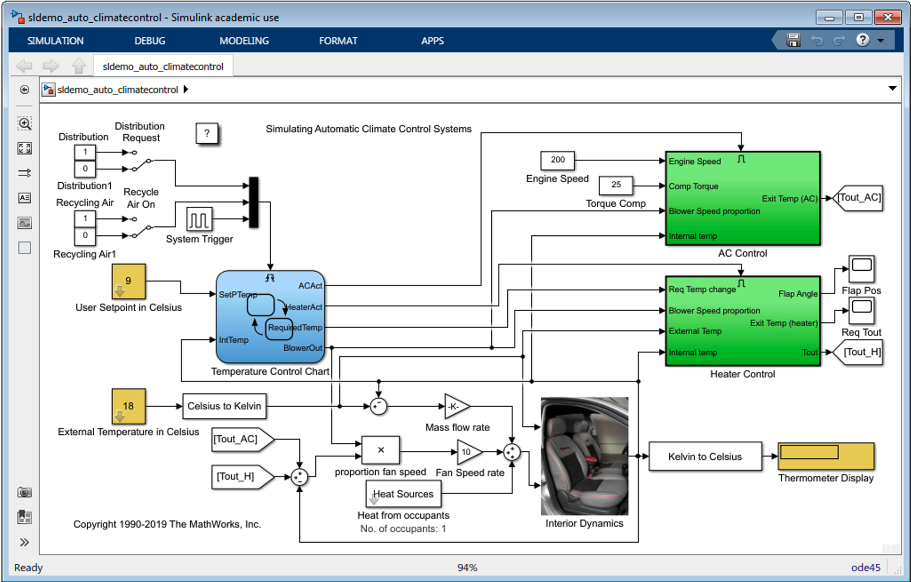 sldemo_auto_climatecontrol - Simulink academic use
SIMULATION DEBUG MODELING FORMAT APPS
?
sldemo_auto_climatecontrol
sldemo_auto_climatecontrol
Simulating Automatic Climate Control Systems
Distribution
Distribution
Request
?
1
0
Distribution1
Recycling Air
Recycle
Air On
1
0
Recycling Air1
System Trigger
200
Engine Speed
25
Torque Comp
Engine Speed
Comp Torque
Blower Speed proportion
Internal temp
Exit Temp (AC)
AC Control
[Tout_AC]
9
User Setpoint in Celsius
SetPTemp
IntTemp
ACAct
HeaterAct
RequiredTemp
BlowerOut
Temperature Control Chart
Req Temp change
Blower Speed proportion
External Temp
Internal temp
Flap Angle
Exit Temp (heater)
Tout
Heater Control
Flap Pos
Req Tout
[Tout_H]
18
External Temperature in Celsius
Celsius to Kelvin
-K-
Mass flow rate
[Tout_AC]
[Tout_H]
×
proportion fan speed
10
Fan Speed rate
Heat Sources
Heat from occupants
No. of occupants: 1
Interior Dynamics
Kelvin to Celsius
Thermometer Display
Copyright 1990-2019 The MathWorks, Inc.
Ready 94% ode45